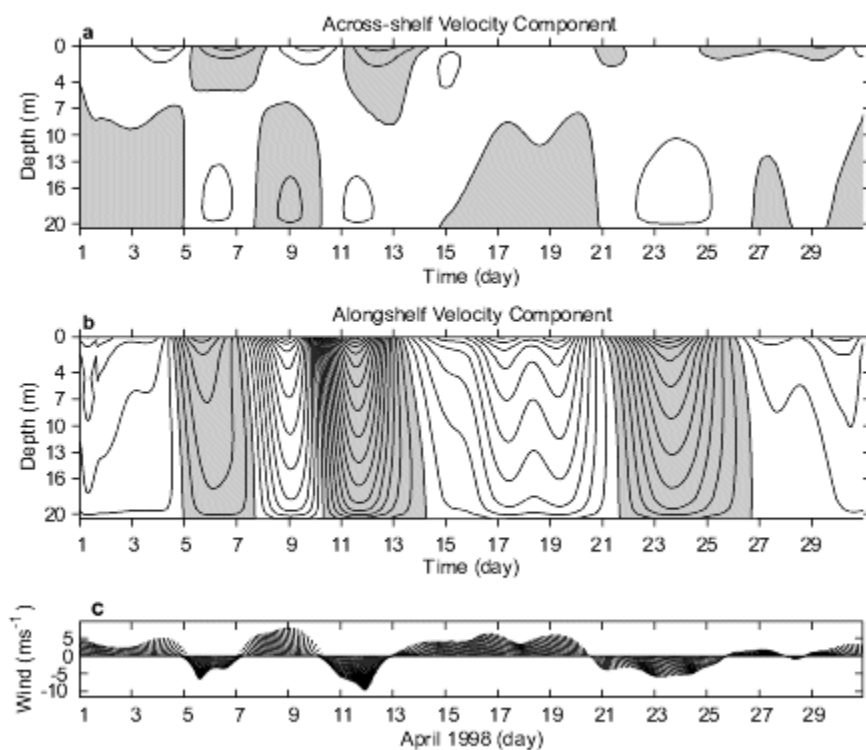 Across-shelf Velocity Component
a
0
4
7
10
13
16
20
Depth (m)
1 3 5 7 9 11 13 15 17 19 21 23 25 27 29
Time (day)
Alongshelf Velocity Component
b
0
4
7
10
13
16
20
Depth (m)
1 3 5 7 9 11 13 15 17 19 21 23 25 27 29
Time (day)
c
5
0
-5
-10
Wind (ms⁻¹)
1 3 5 7 9 11 13 15 17 19 21 23 25 27 29
April 1998 (day)